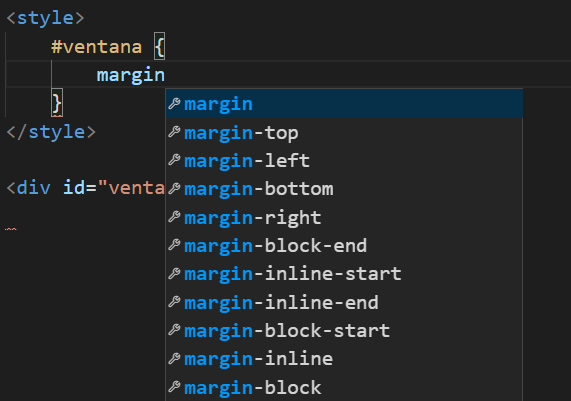 <style>
#ventana {
margin
}
</style>
<div id="venta
margin
margin-top
margin-left
margin-bottom
margin-right
margin-block-end
margin-inline-start
margin-inline-end
margin-block-start
margin-inline
margin-block